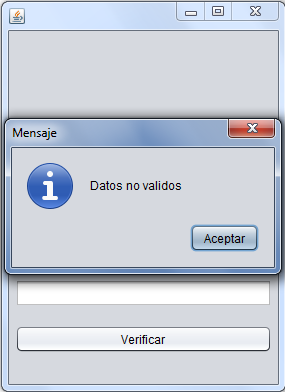 Mensaje
Datos no validos
Aceptar
Verificar